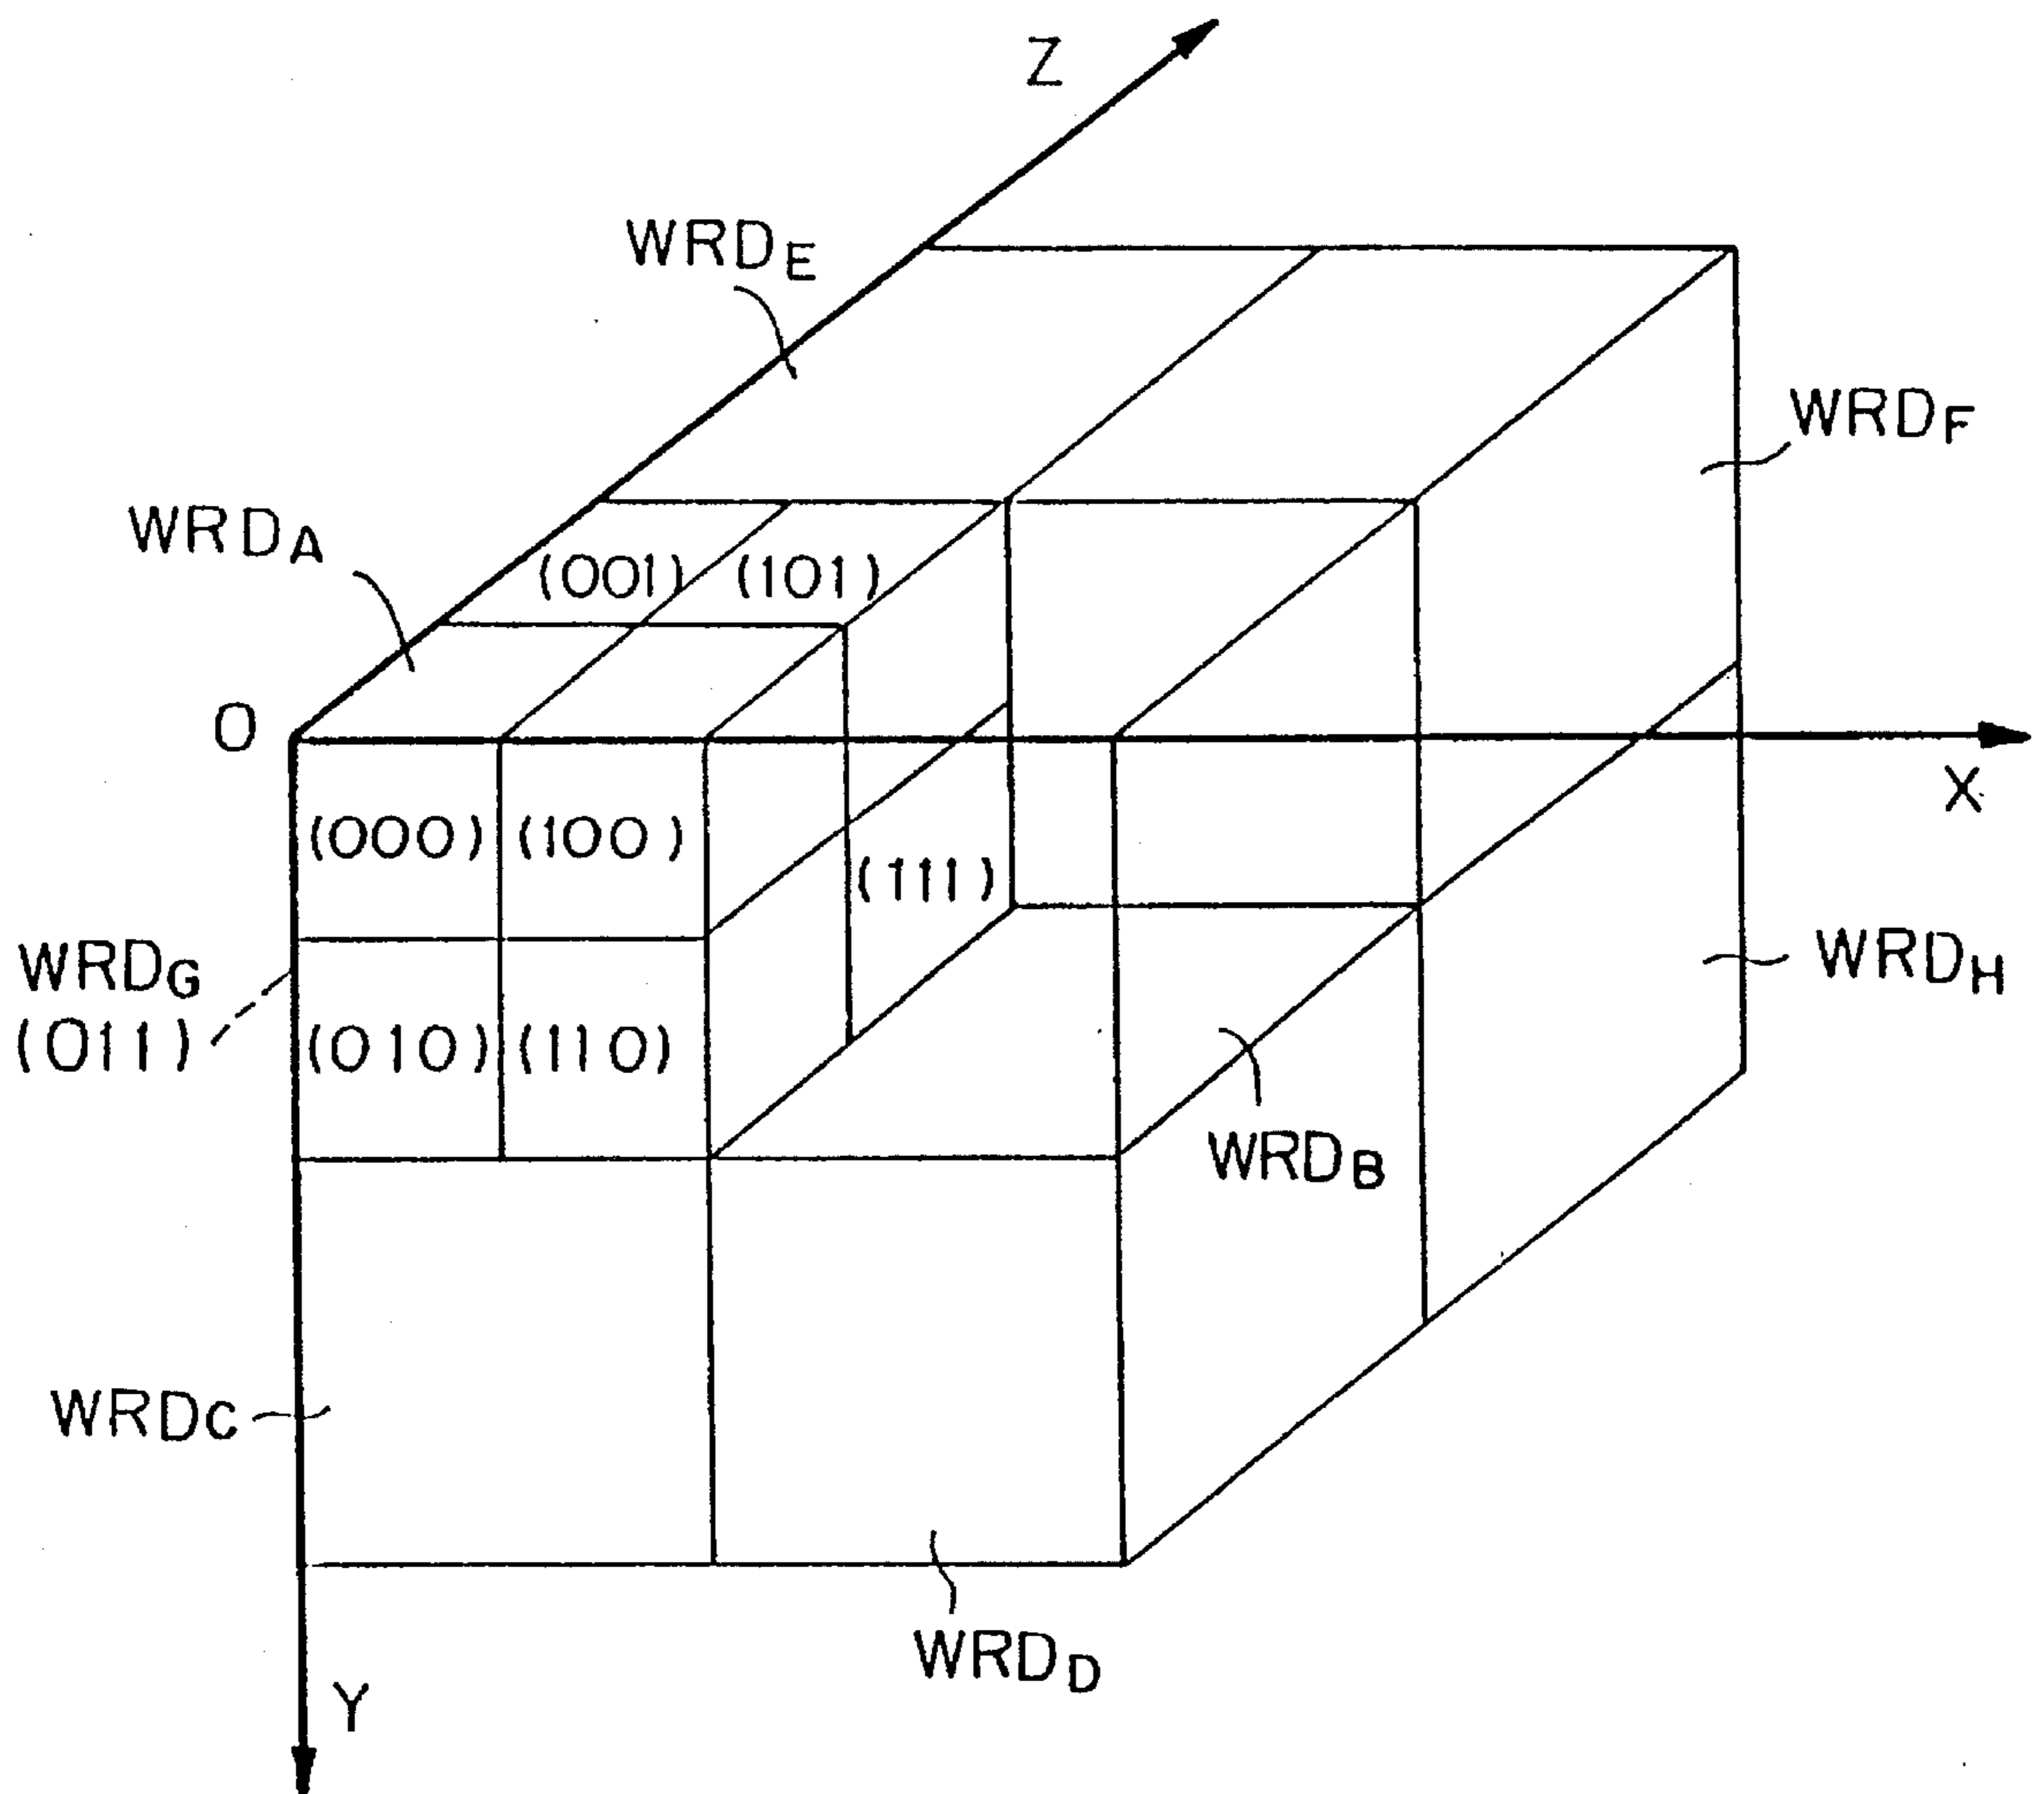 Z
WRDE
WRDF
WRDA
(001) (101)
O
X
(000) (100)
(111)
WRDG
(011)
(010) (110)
WRDH
WRDB
WRDC
WRDD
Y